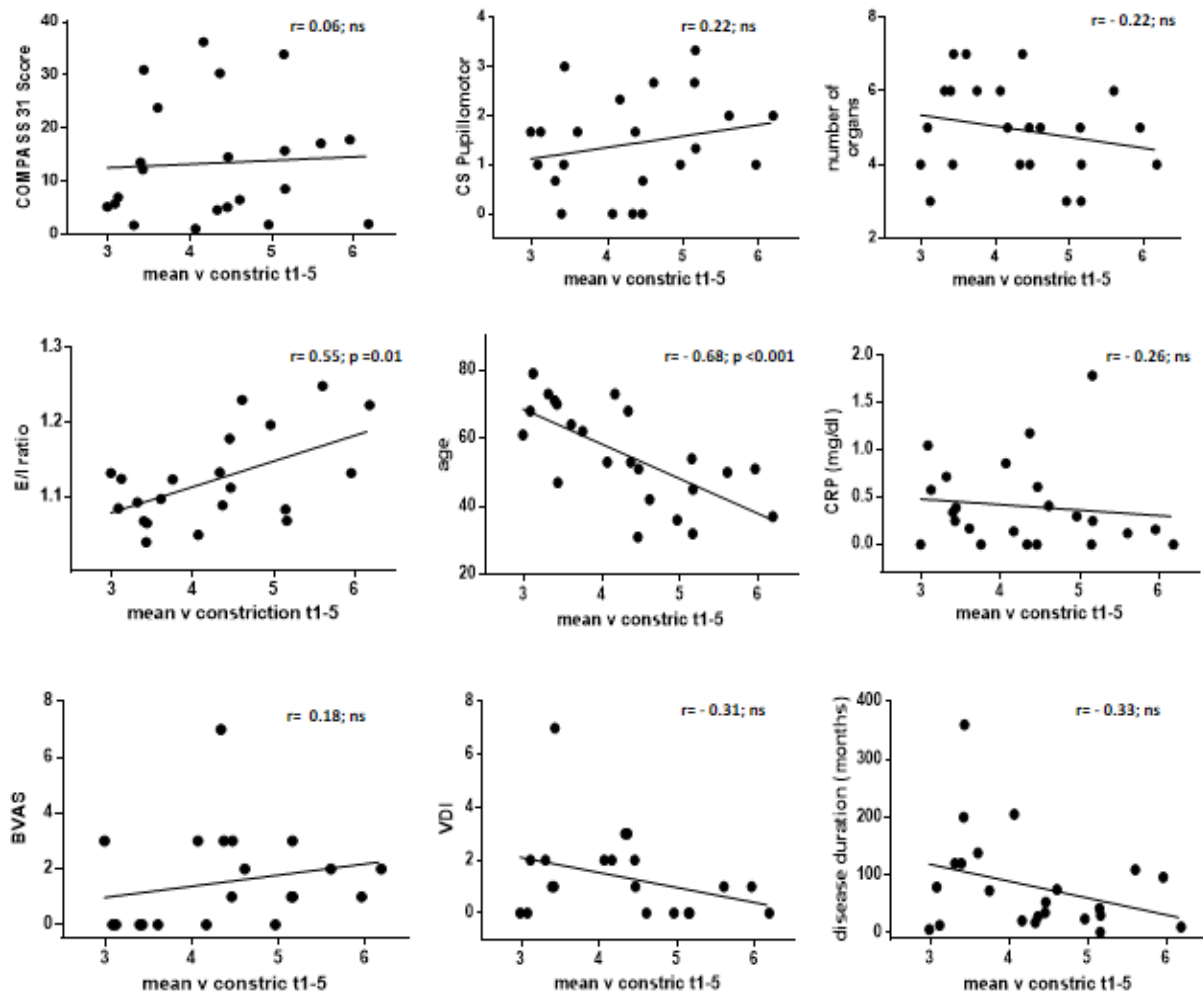 r= 0.06; ns
COMPASS 31 Score
40
30
20
10
0
3 4 5 6
mean v constric t1-5
r= 0.22; ns
CS Pupillomotor
4
3
2
1
0
3 4 5 6
mean v constric t1-5
r= - 0.22; ns
number of
organs
8
6
4
2
3 4 5 6
mean v constric t1-5
r= 0.55; p =0.01
E/I ratio
1.3
1.2
1.1
3 4 5 6
mean v constriction t1-5
r= - 0.68; p <0.001
age
80
60
40
20
3 4 5 6
mean v constric t1-5
r= - 0.26; ns
CRP (mg/dl)
2.0
1.5
1.0
0.5
0.0
3 4 5 6
mean v constric t1-5
r= 0.18; ns
BVAS
8
6
4
2
0
3 4 5 6
mean v constric t1-5
r= - 0.31; ns
VDI
8
6
4
2
0
3 4 5 6
mean v constric t1-5
r= - 0.33; ns
disease duration (months)
400
300
200
100
0
3 4 5 6
mean v constric t1-5